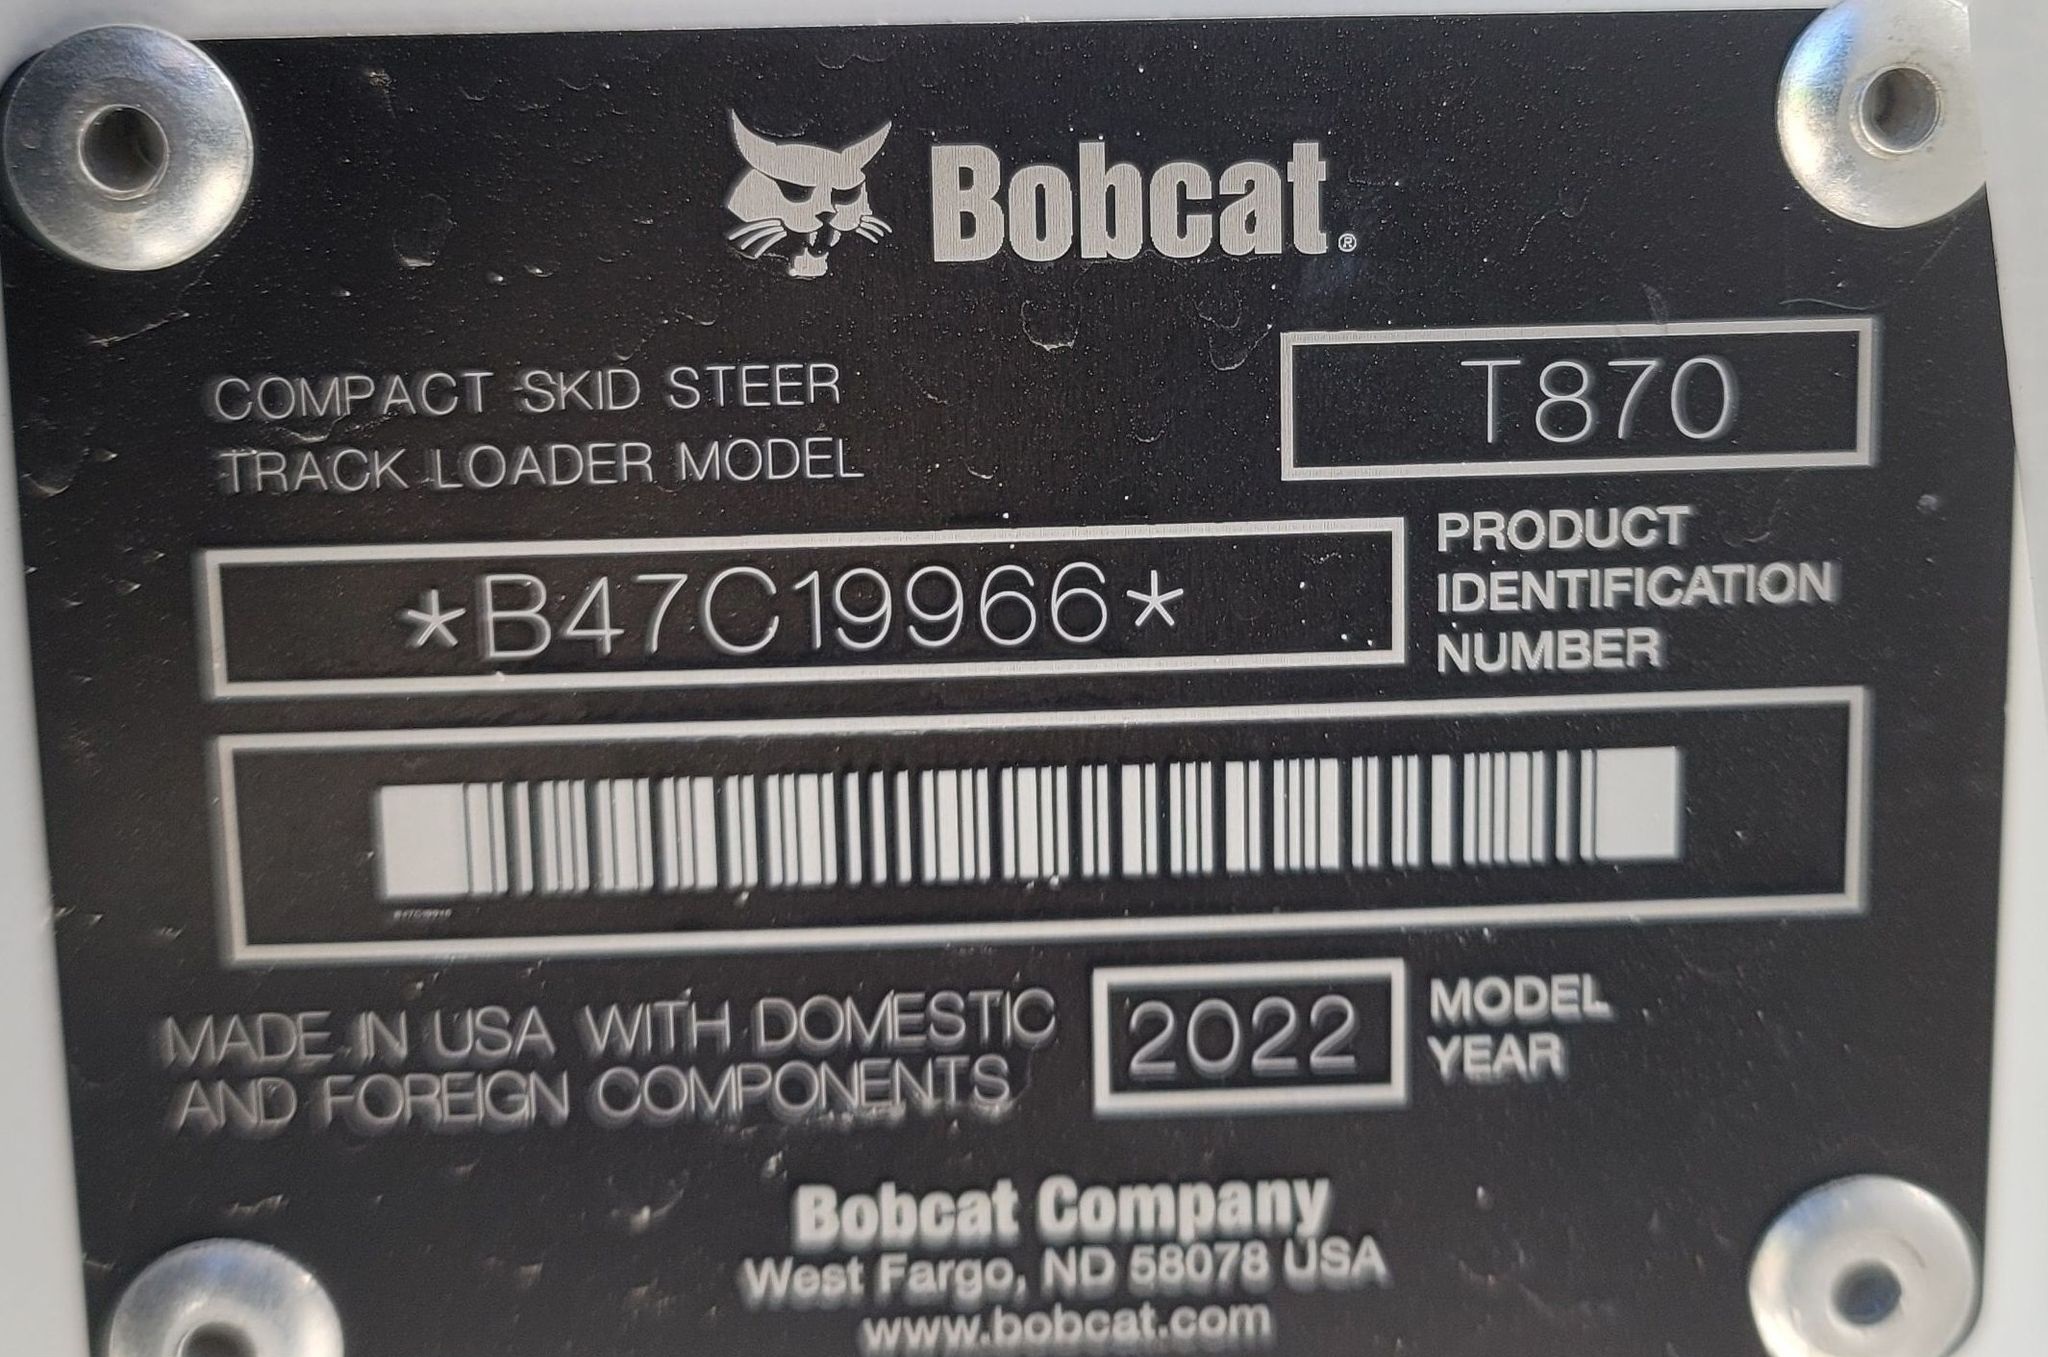 Bobcat®
COMPACT SKID STEER
TRACK LOADER MODEL
T870
*B47C19966*
PRODUCT
IDENTIFICATION
NUMBER
MADE IN USA WITH DOMESTIC
AND FOREIGN COMPONENTS
2022
MODEL
YEAR
Bobcat Company
West Fargo, ND 58078 USA
www.bobcat.com